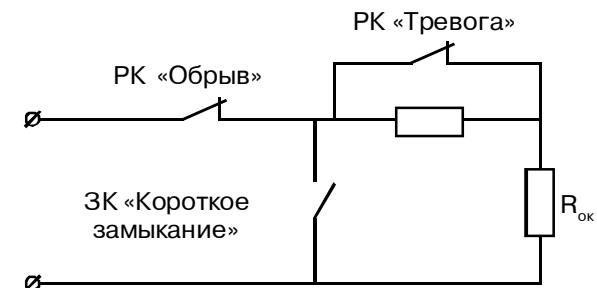 РК «Тревога»
РК «Обрыв»
ЗК «Короткое
замыкание»
Rок